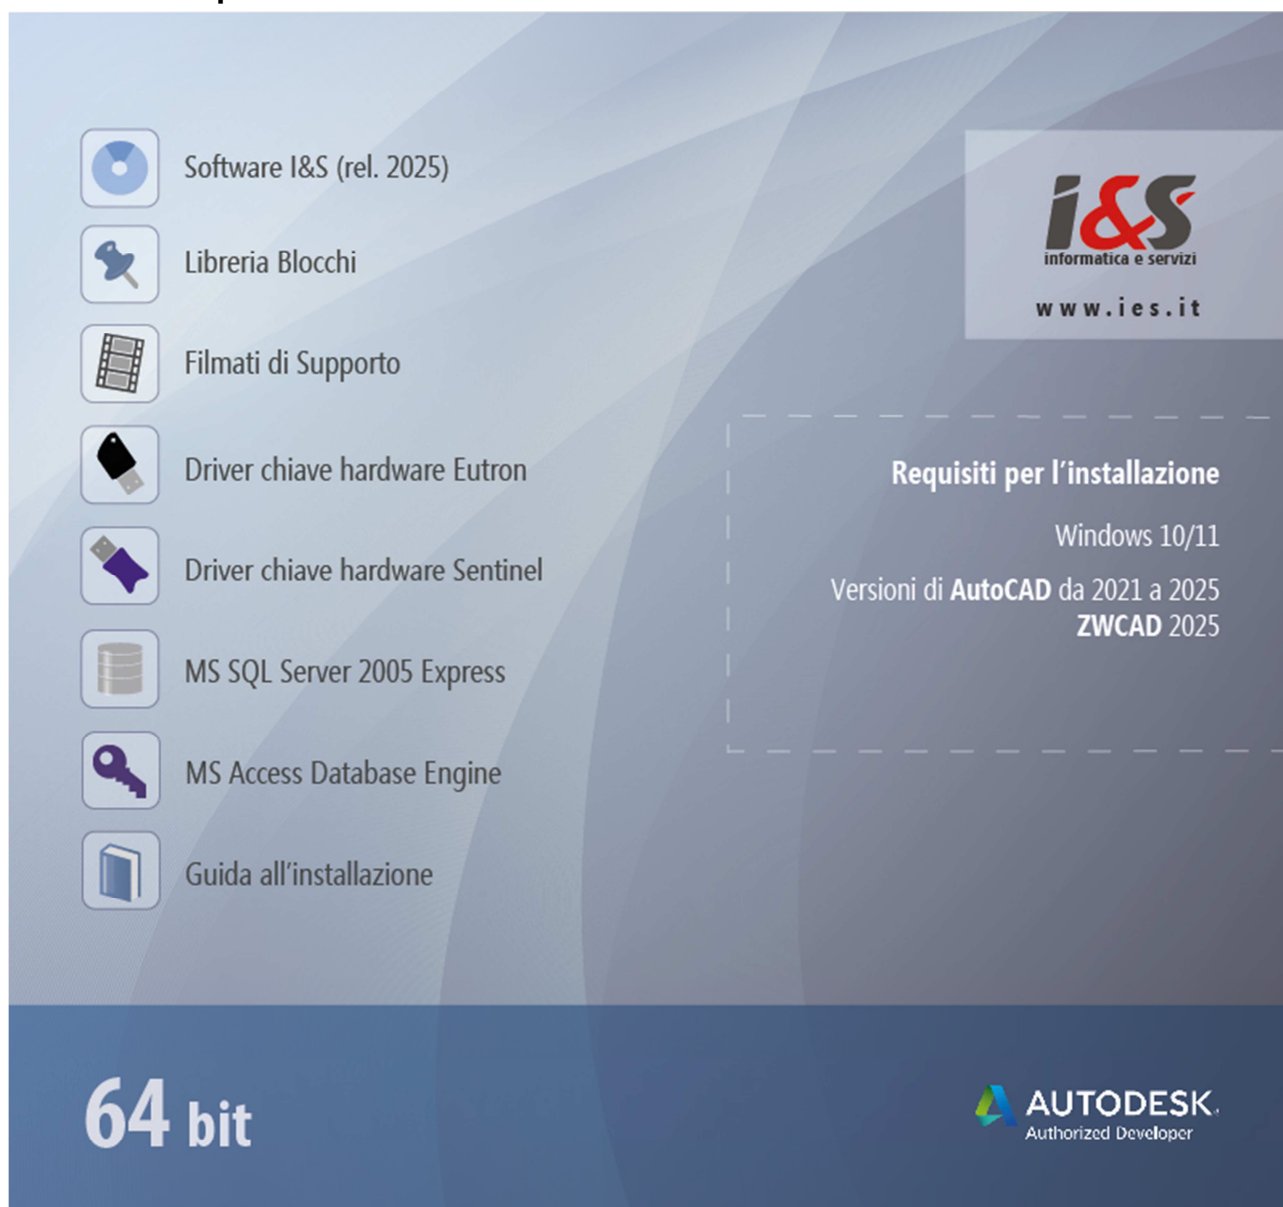 Software I&S (rel. 2025)
Libreria Blocchi
Filmati di Supporto
Driver chiave hardware Eutron
Driver chiave hardware Sentinel
MS SQL Server 2005 Express
MS Access Database Engine
Guida all'installazione
i&S
informatica e servizi
www.ies.it
Requisiti per l'installazione
Windows 10/11
Versioni di AutoCAD da 2021 a 2025
ZWCAD 2025
64 bit
AUTODESK
Authorized Developer